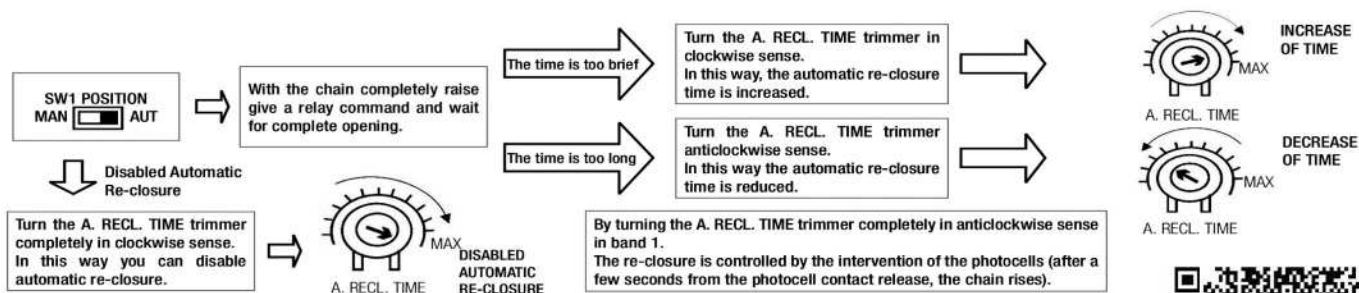 SW1 POSITION
MAN AUT
With the chain completely raise
give a relay command and wait
for complete opening.
The time is too brief
Turn the A. RECL. TIME trimmer in
clockwise sense.
In this way, the automatic re-closure
time is increased.
INCREASE
OF TIME
MAX
A. RECL. TIME
The time is too long
Turn the A. RECL. TIME trimmer
anticlockwise sense.
In this way the automatic re-closure
time is reduced.
DECREASE
OF TIME
MAX
A. RECL. TIME
Disabled Automatic
Re-closure
Turn the A. RECL. TIME trimmer
completely in clockwise sense.
In this way you can disable
automatic re-closure.
MAX
DISABLED
AUTOMATIC
RE-CLOSURE
A. RECL. TIME
By turning the A. RECL. TIME trimmer completely in anticlockwise sense
in band 1.
The re-closure is controlled by the intervention of the photocells (after a
few seconds from the photocell contact release, the chain rises).